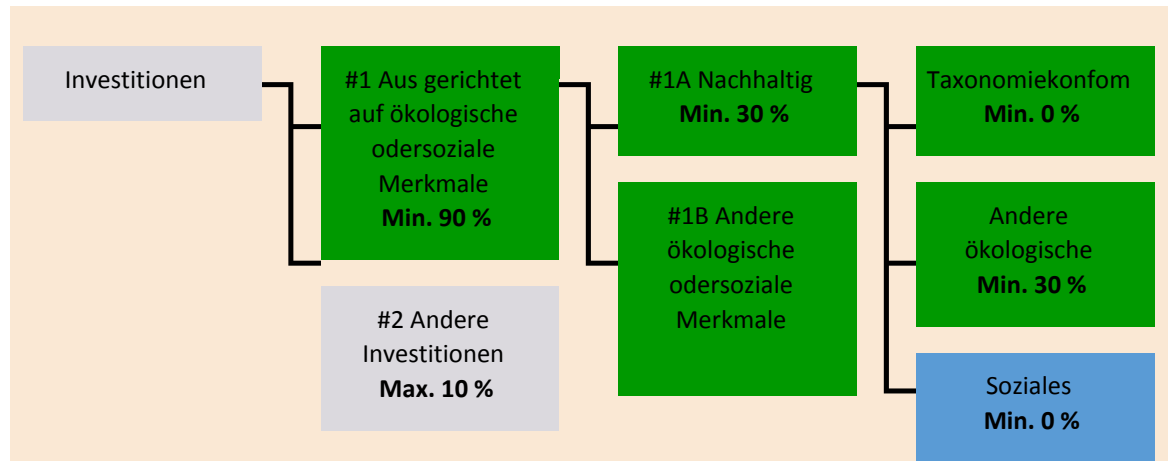 Investitionen
#1 Aus gerichtet
auf ökologische
odersoziale
Merkmale
Min. 90 %
#2 Andere
Investitionen
Max. 10 %
#1A Nachhaltig
Min. 30 %
#1B Andere
ökologische
odersoziale
Merkmale
Taxonomiekonfom
Min. 0 %
Andere
ökologische
Min. 30 %
Soziales
Min. 0 %